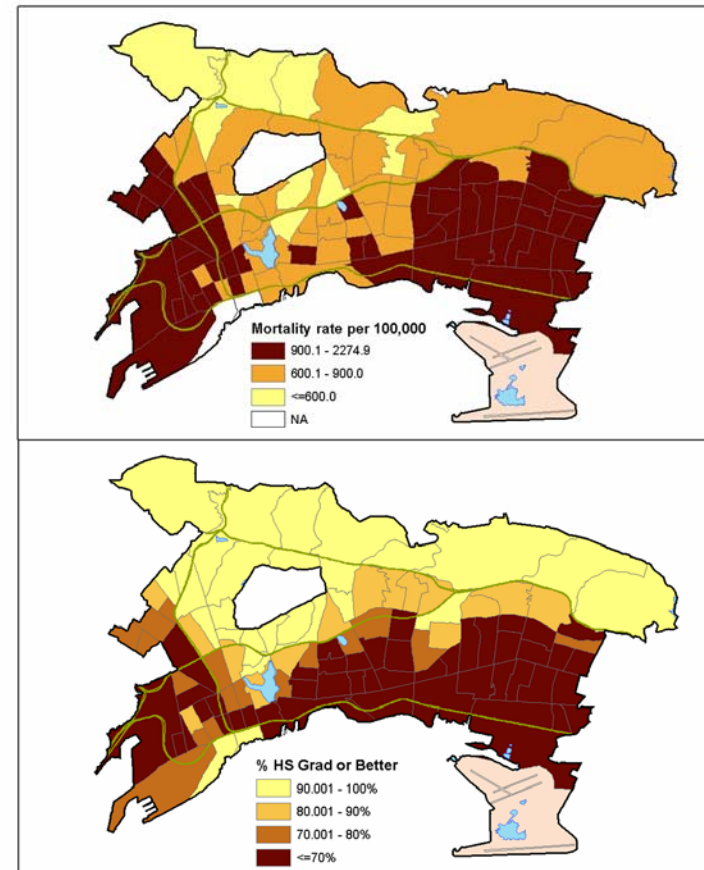 Mortality rate per 100,000
900.1 - 2274.9
600.1 - 900.0
<=600.0
NA
% HS Grad or Better
90.001 - 100%
80.001 - 90%
70.001 - 80%
<=70%